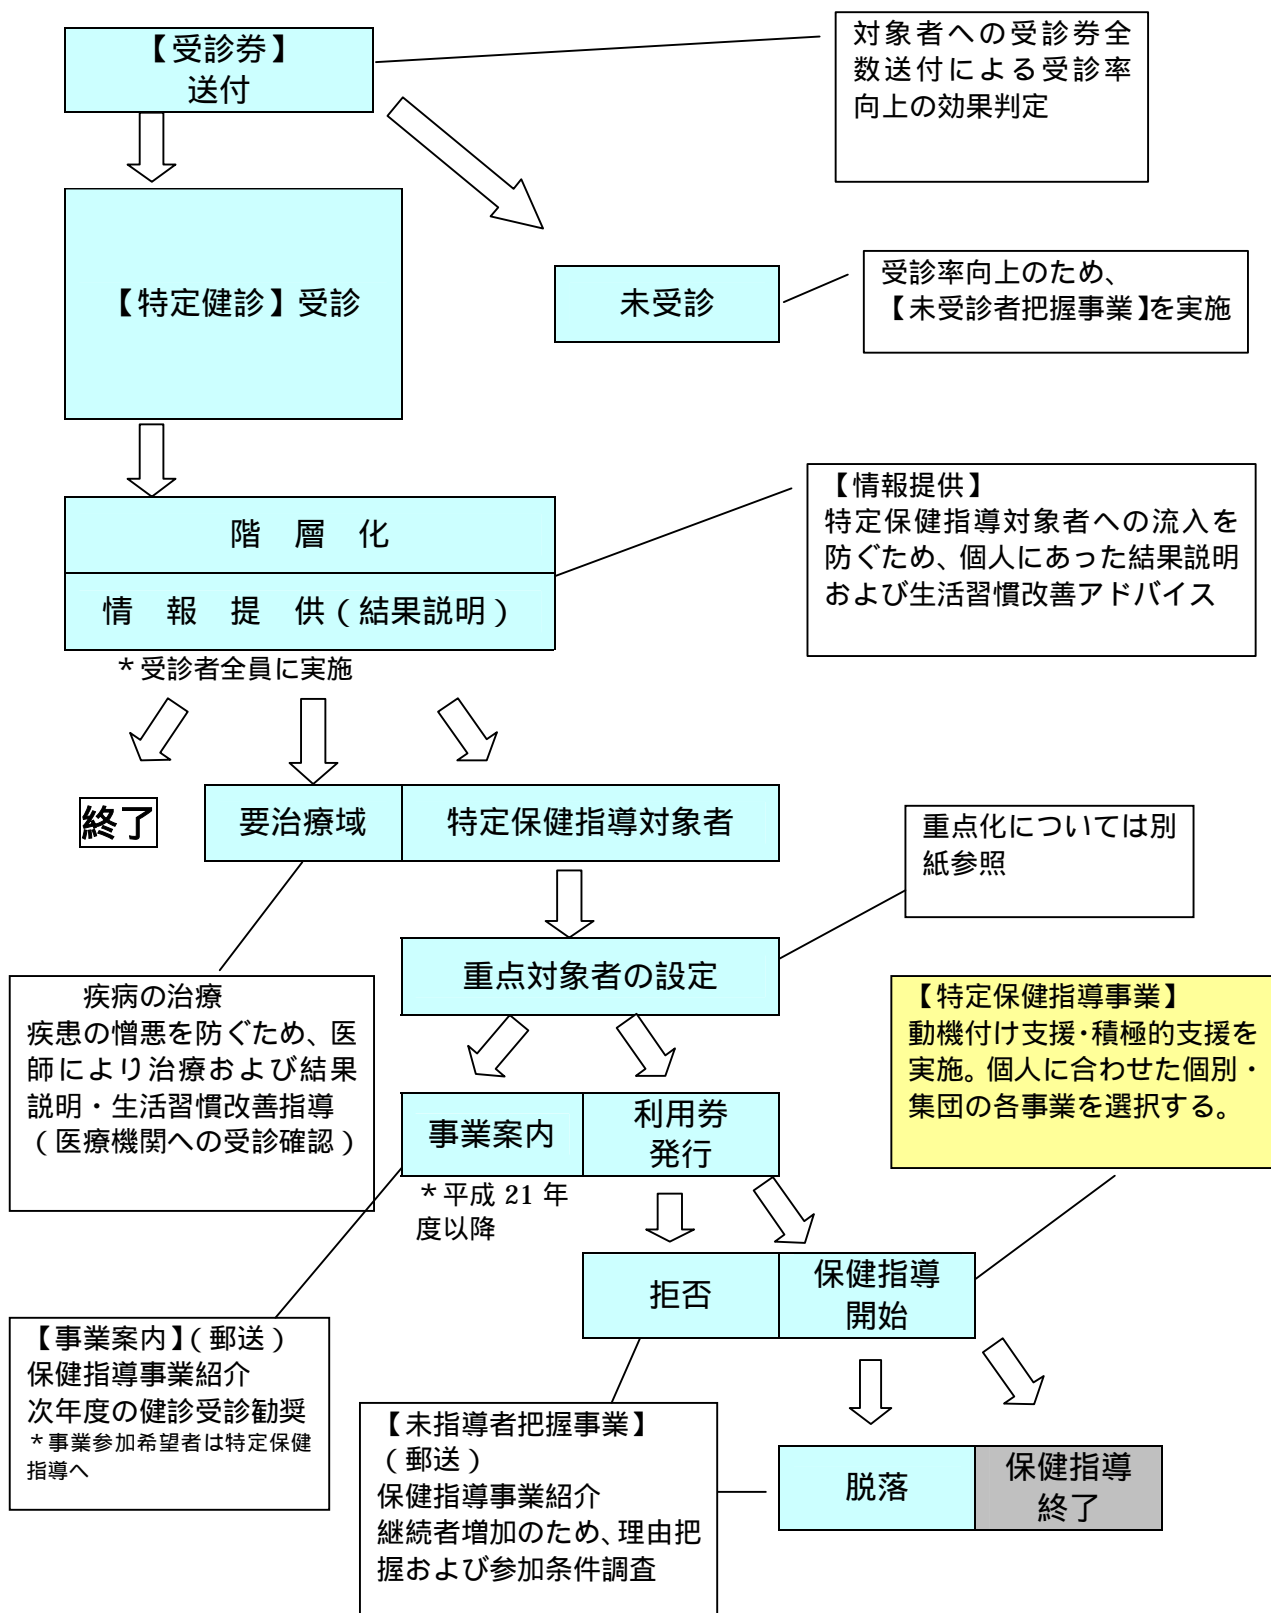 【受診券】
送付
対象者への受診券全
数送付による受診率
向上の効果判定
【特定健診】受診
未受診
受診率向上のため、
【未受診者把握事業】を実施
階　層　化
情　報　提　供（結果説明）
＊受診者全員に実施
【情報提供】
特定保健指導対象者への流入を
防ぐため、個人にあった結果説明
および生活習慣改善アドバイス
終了
要治療域
特定保健指導対象者
重点化については別
紙参照
重点対象者の設定
疾病の治療
疾患の憎悪を防ぐため、医
師により治療および結果
説明・生活習慣改善指導
（医療機関への受診確認）
【特定保健指導事業】
動機付け支援・積極的支援を
実施。個人に合わせた個別・
集団の各事業を選択する。
事業案内
利用券
発行
＊平成 21 年
度以降
拒否
保健指導
開始
【事業案内】（郵送）
保健指導事業紹介
次年度の健診受診勧奨
＊事業参加希望者は特定保健
指導へ
【未指導者把握事業】
（郵送）
保健指導事業紹介
継続者増加のため、理由把
握および参加条件調査
脱落
保健指導
終了